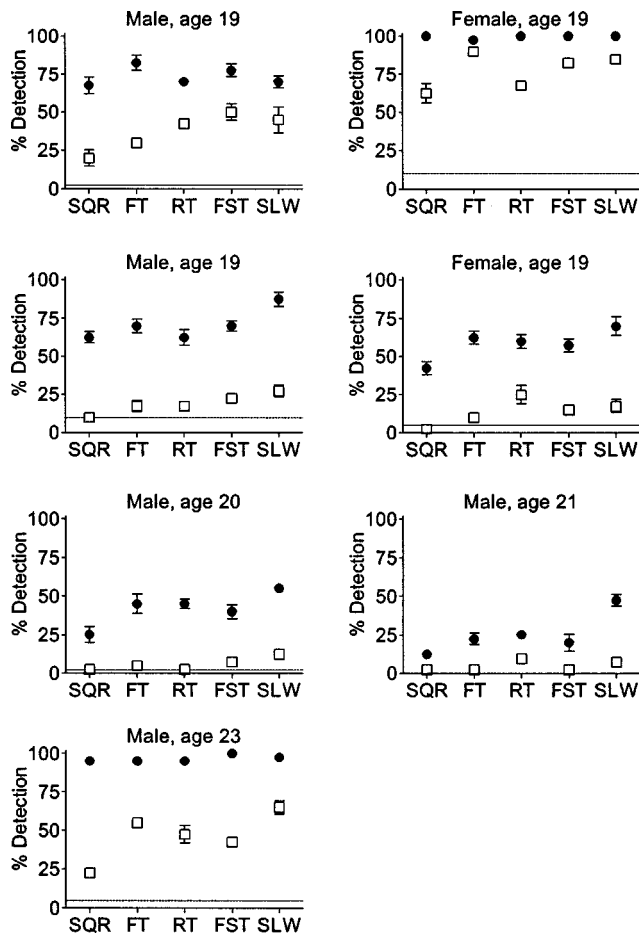 Male, age 19
Female, age 19
100
75
50
25
0
% Detection
SQR FT RT FST SLW
100
75
50
25
0
% Detection
SQR FT RT FST SLW
Male, age 19
Female, age 19
100
75
50
25
0
% Detection
SQR FT RT FST SLW
100
75
50
25
0
% Detection
SQR FT RT FST SLW
Male, age 20
Male, age 21
100
75
50
25
0
% Detection
SQR FT RT FST SLW
100
75
50
25
0
% Detection
SQR FT RT FST SLW
Male, age 23
100
75
50
25
0
% Detection
SQR FT RT FST SLW